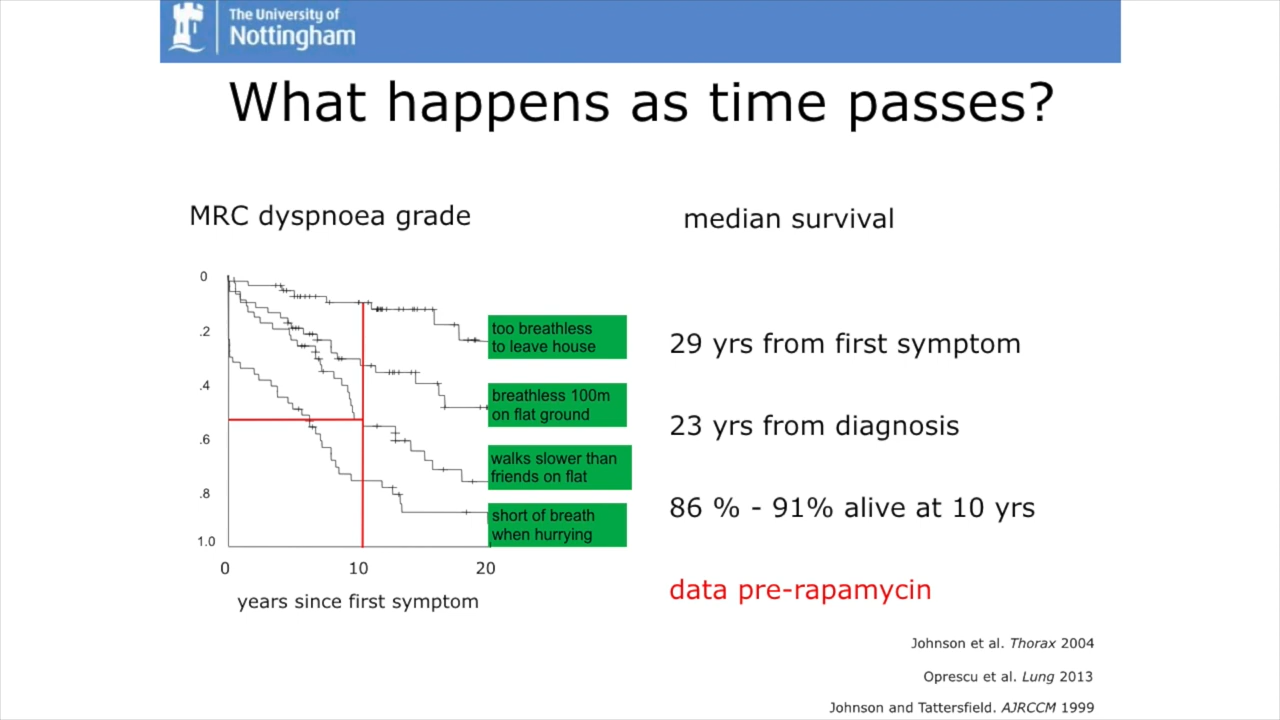 The University of
Nottingham
What happens as time passes?
MRC dyspnoea grade
0
.2
.4
.6
.8
1.0
0 10 20
years since first symptom
too breathless
to leave house
breathless 100m
on flat ground
walks slower than
friends on flat
short of breath
when hurrying
median survival
29 yrs from first symptom
23 yrs from diagnosis
86 % - 91% alive at 10 yrs
data pre-rapamycin
Johnson et al. Thorax 2004
Oprescu et al. Lung 2013
Johnson and Tattersfield. AJRCCM 1999